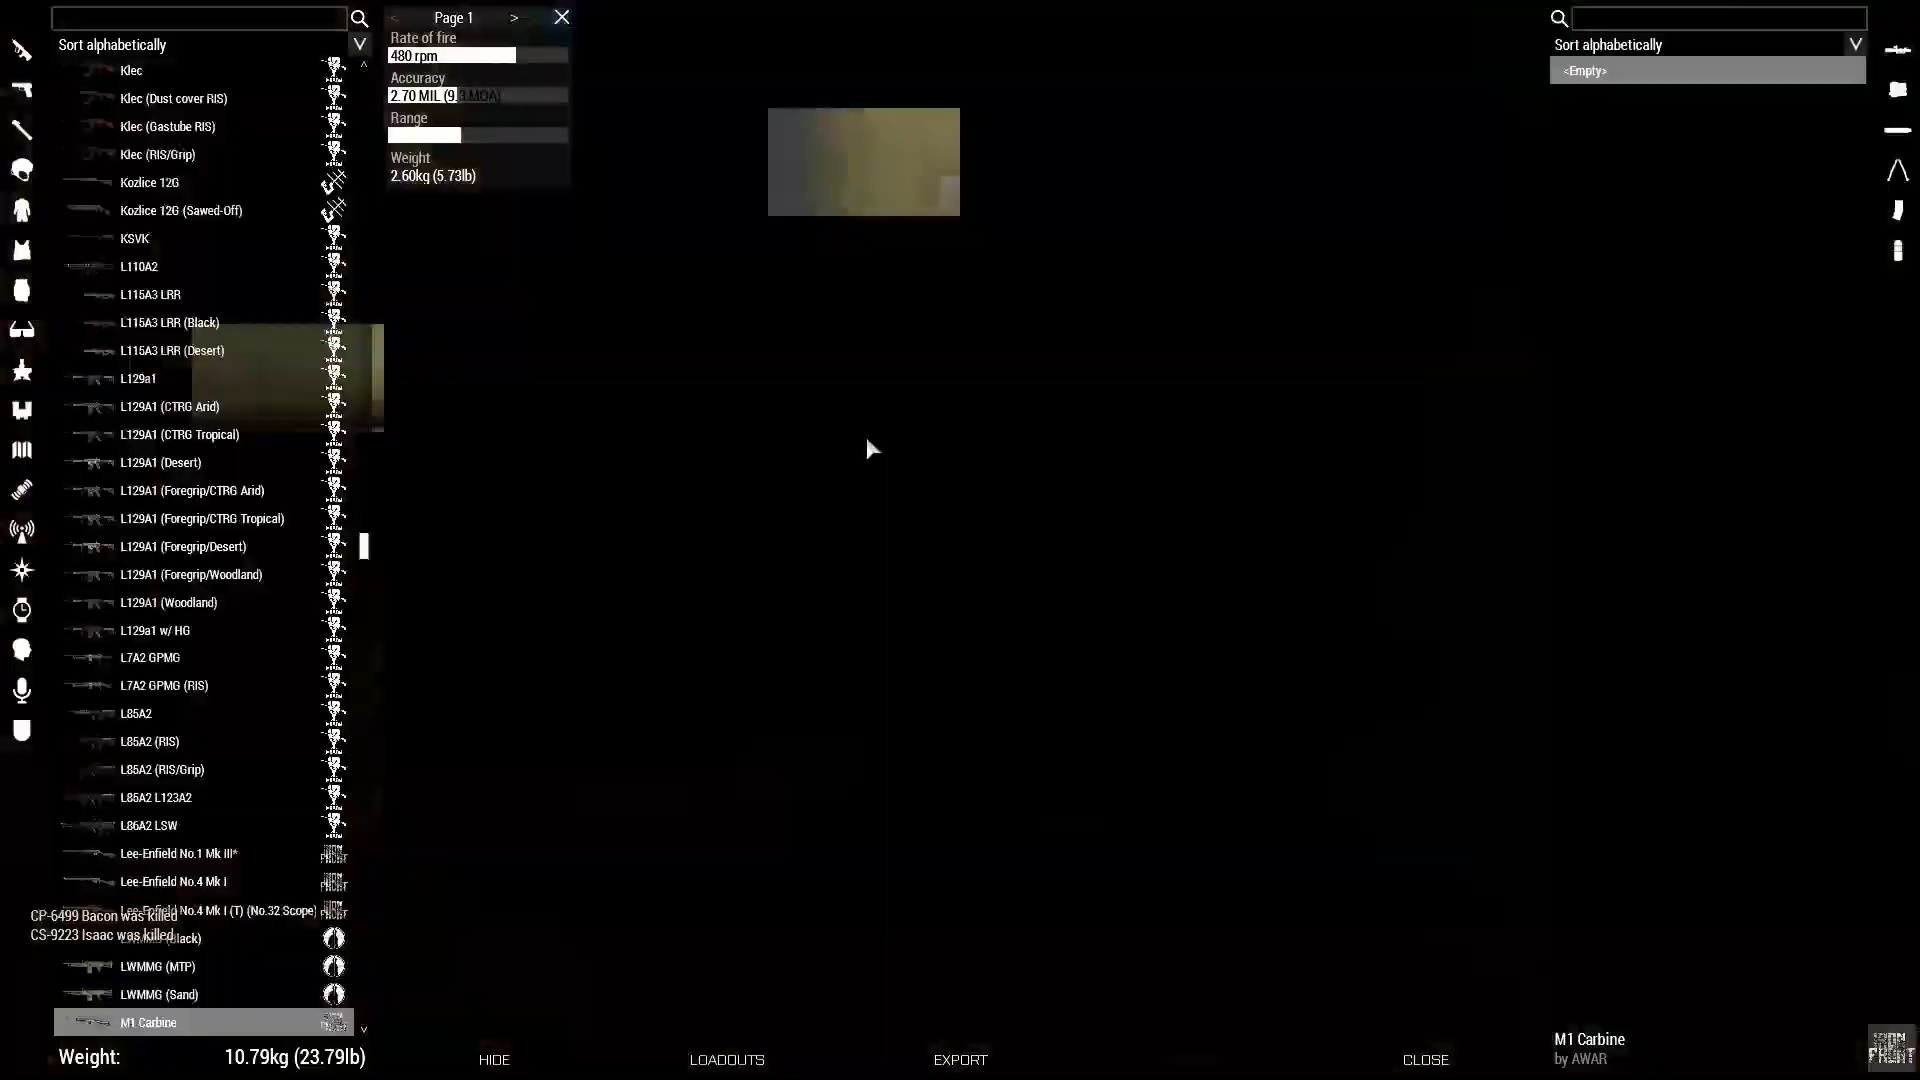 Sort alphabetically
Klec
Klec (Dust cover RIS)
Klec (Gastube RIS)
Klec (RIS/Grip)
Kozlice 12G
Kozlice 12G (Sawed-Off)
KSVK
L110A2
L115A3 LRR
L115A3 LRR (Black)
L115A3 LRR (Desert)
L129a1
L129A1 (CTRG Arid)
L129A1 (CTRG Tropical)
L129A1 (Desert)
L129A1 (Foregrip/CTRG Arid)
L129A1 (Foregrip/CTRG Tropical)
L129A1 (Foregrip/Desert)
L129A1 (Foregrip/Woodland)
L129A1 (Woodland)
L129a1 w/ HG
L7A2 GPMG
L7A2 GPMG (RIS)
L85A2
L85A2 (RIS)
L85A2 (RIS/Grip)
L85A2 L123A2
L86A2 LSW
Lee-Enfield No.1 Mk III*
Lee-Enfield No.4 Mk I
Lee-Enfield No.4 Mk I (T) (No.32 Scope)
CP-6499 Bacon was killed
CS-9223 Isaac was killed
LWMMG (MTP)
LWMMG (Sand)
M1 Carbine
Weight: 10.79kg (23.79lb)
< Page 1 >
Rate of fire
480 rpm
Accuracy
2.70 MIL (9.3 MOA)
Range
Weight
2.60kg (5.73lb)
HIDE
LOADOUTS
EXPORT
CLOSE
Sort alphabetically
<Empty>
M1 Carbine
by AWAR